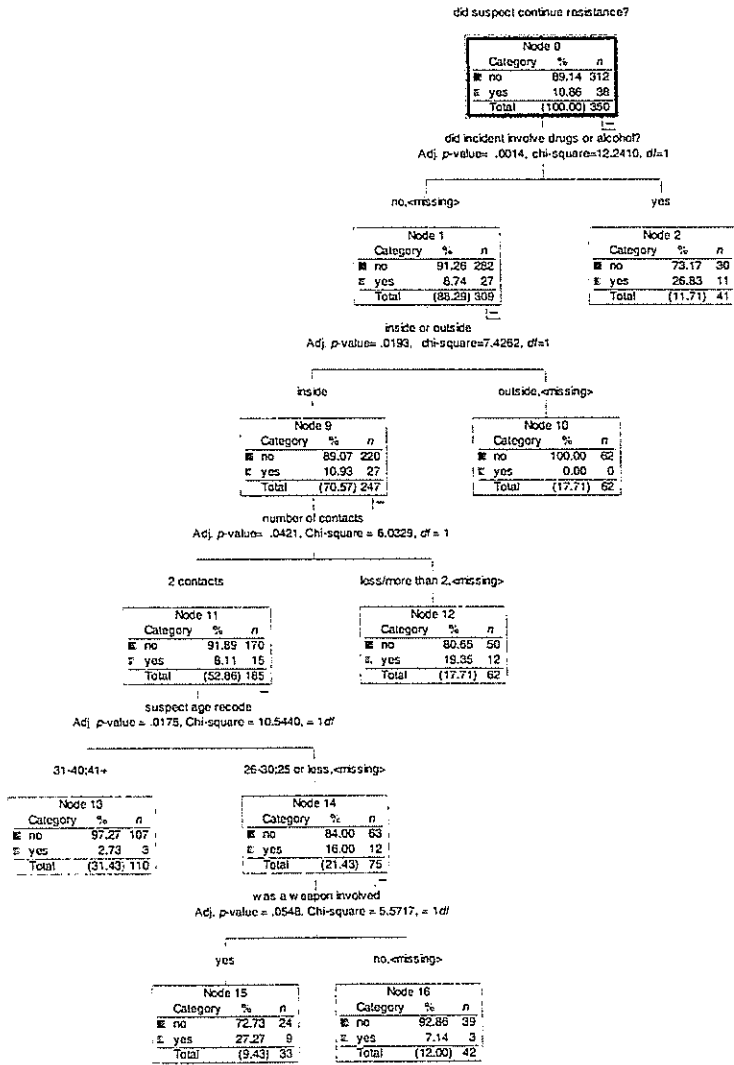 did suspect continue resistance?
Node 0
Category % n
no 89.14 312
yes 10.86 38
Total (100.00) 350
did incident involve drugs or alcohol?
Adj. p-value= .0014, chi-square=12.2410, df=1
no,<missing>
yes
Node 1
Category % n
no 91.26 282
yes 8.74 27
Total (88.29) 309
Node 2
Category % n
no 73.17 30
yes 26.83 11
Total (11.71) 41
inside or outside
Adj. p-value= .0193, chi-square=7.4262, df=1
inside
outside,<missing>
Node 9
Category % n
no 89.07 220
yes 10.93 27
Total (70.57) 247
Node 10
Category % n
no 100.00 62
yes 0.00 0
Total (17.71) 62
number of contacts
Adj. p-value= .0421, Chi-square = 6.0329, df = 1
2 contacts
less/more than 2,<missing>
Node 11
Category % n
no 91.89 170
yes 8.11 15
Total (52.86) 185
Node 12
Category % n
no 80.65 50
yes 19.35 12
Total (17.71) 62
suspect age recode
Adj. p-value = .0175, Chi-square = 10.5440, = 1df
31-40;41+
26-30;25 or less,<missing>
Node 13
Category % n
no 97.27 107
yes 2.73 3
Total (31.43) 110
Node 14
Category % n
no 84.00 63
yes 16.00 12
Total (21.43) 75
was a weapon involved
Adj. p-value = .0548, Chi-square = 5.5717, = 1df
yes
no,<missing>
Node 15
Category % n
no 72.73 24
yes 27.27 9
Total (9.43) 33
Node 16
Category % n
no 92.86 39
yes 7.14 3
Total (12.00) 42